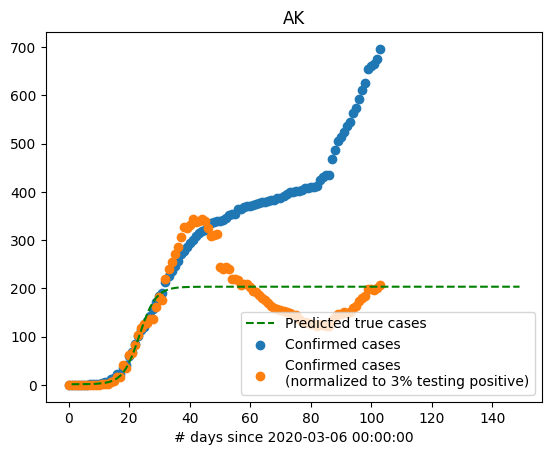 AK
700
600
500
400
300
200
100
0
Predicted true cases
Confirmed cases
Confirmed cases
(normalized to 3% testing positive)
0 20 40 60 80 100 120 140
# days since 2020-03-06 00:00:00